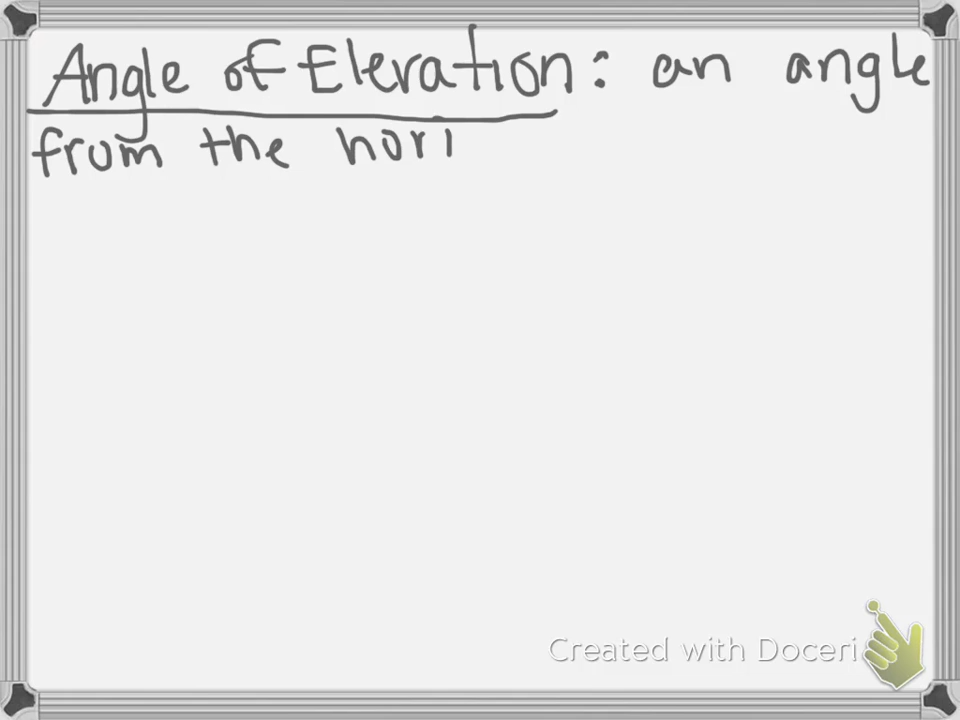 Angle of Elevation: an angle
from the hori
Created with Doceri